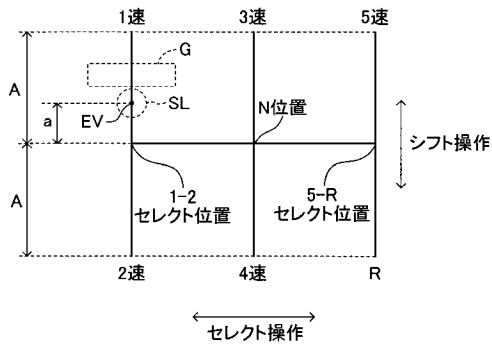 1速 3速 5速
G
A
SL
a
EV
N位置
シフト操作
A
1-2
セレクト位置
5-R
セレクト位置
2速 4速 R
セレクト操作